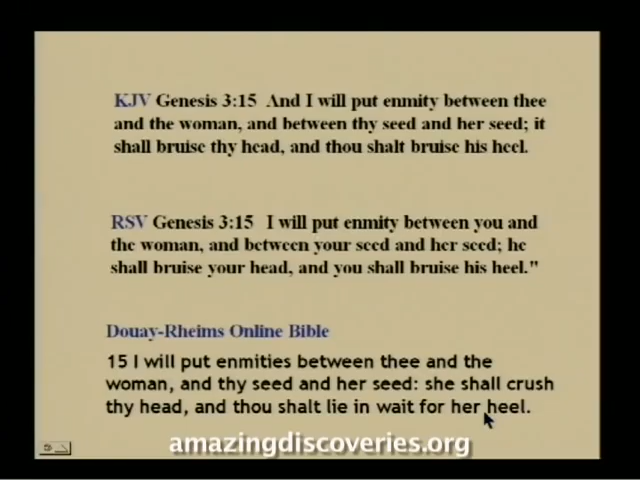 KJV Genesis 3:15 And I will put enmity between thee
and the woman, and between thy seed and her seed; it
shall bruise thy head, and thou shalt bruise his heel.
RSV Genesis 3:15 I will put enmity between you and
the woman, and between your seed and her seed; he
shall bruise your head, and you shall bruise his heel."
Douay-Rheims Online Bible
15 I will put enmities between thee and the
woman, and thy seed and her seed: she shall crush
thy head, and thou shalt lie in wait for her heel.
amazingdiscoveries.org